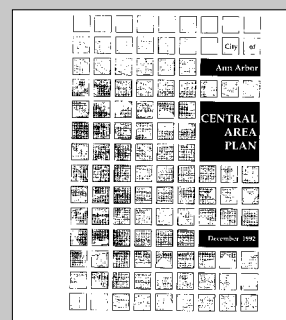 City of
Ann Arbor
CENTRAL
AREA
PLAN
December 1992